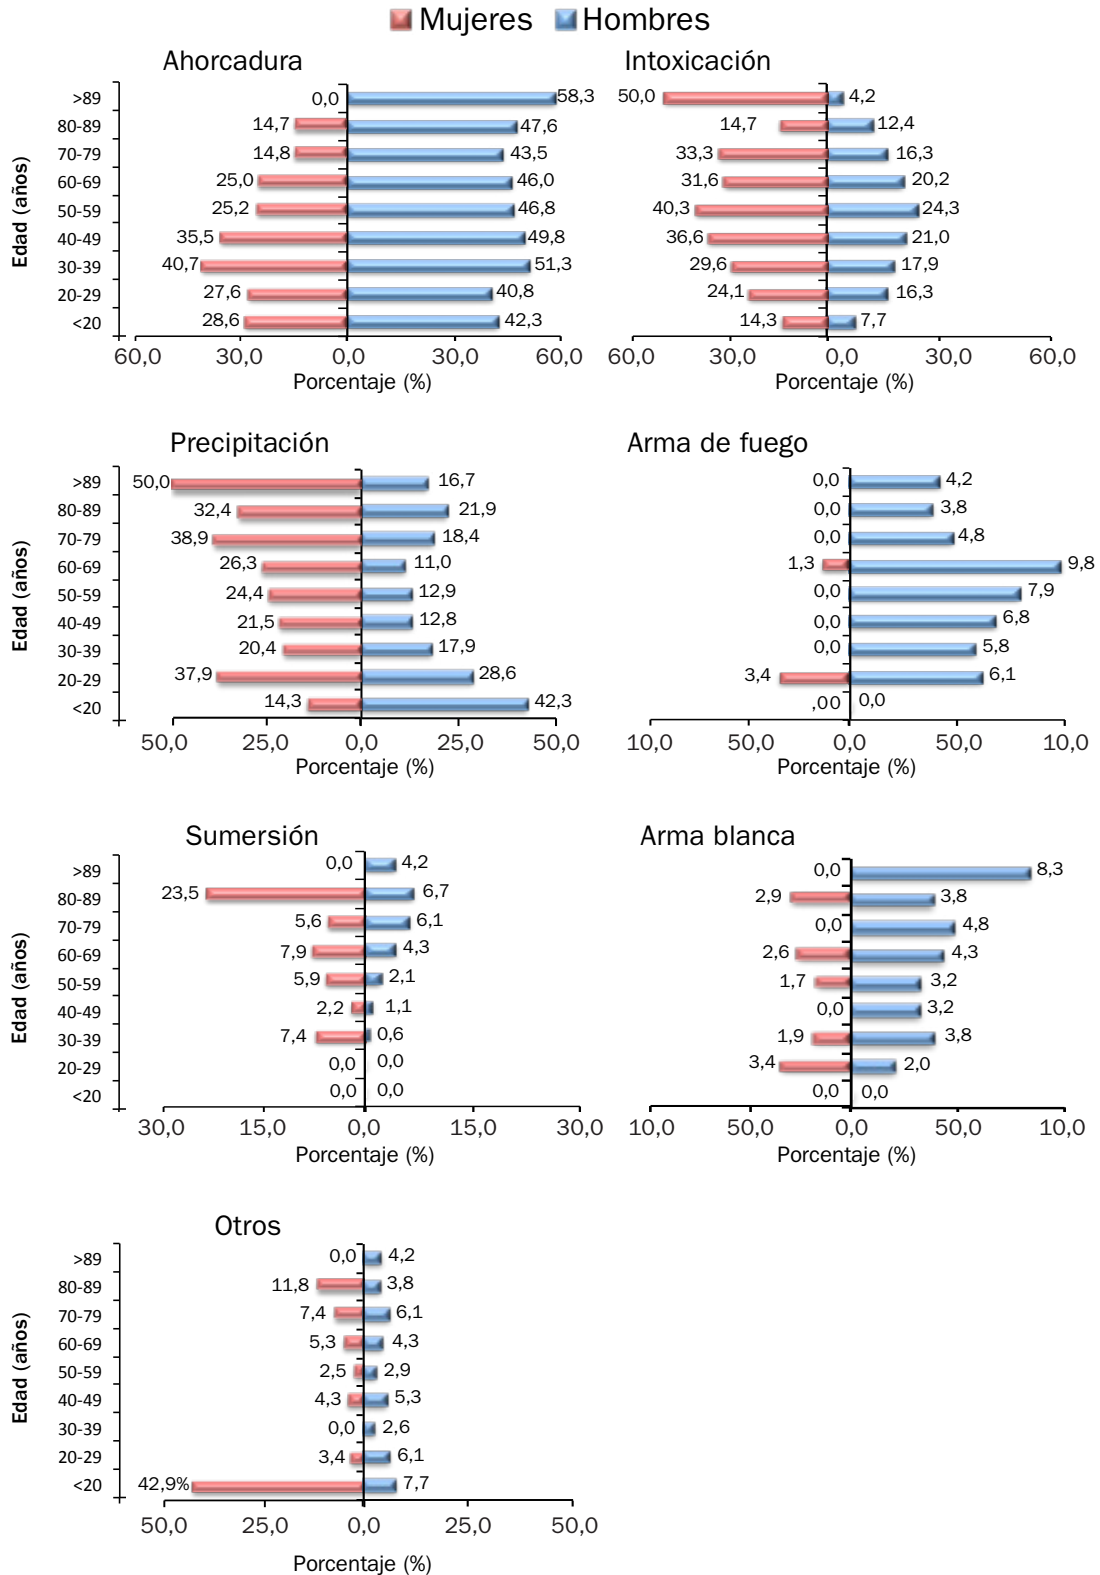 Mujeres Hombres
Ahorcadura
Edad (años)
>89 0,0 58,3
80-89 14,7 47,6
70-79 14,8 43,5
60-69 25,0 46,0
50-59 25,2 46,8
40-49 35,5 49,8
30-39 40,7 51,3
20-29 27,6 40,8
<20 28,6 42,3
60,0 30,0 0,0 30,0 60,0
Porcentaje (%)
Intoxicación
50,0 4,2
14,7 12,4
33,3 16,3
31,6 20,2
40,3 24,3
36,6 21,0
29,6 17,9
24,1 16,3
14,3 7,7
60,0 30,0 0,0 30,0 60,0
Porcentaje (%)
Precipitación
Edad (años)
>89 50,0 16,7
80-89 32,4 21,9
70-79 38,9 18,4
60-69 26,3 11,0
50-59 24,4 12,9
40-49 21,5 12,8
30-39 20,4 17,9
20-29 37,9 28,6
<20 14,3 42,3
50,0 25,0 0,0 25,0 50,0
Porcentaje (%)
Arma de fuego
0,0 4,2
0,0 3,8
0,0 4,8
1,3 9,8
0,0 7,9
0,0 6,8
0,0 5,8
3,4 6,1
,00 0,0
10,0 50,0 0,0 50,0 10,0
Porcentaje (%)
Sumersión
Edad (años)
>89 0,0 4,2
80-89 23,5 6,7
70-79 5,6 6,1
60-69 7,9 4,3
50-59 5,9 2,1
40-49 2,2 1,1
30-39 7,4 0,6
20-29 0,0 0,0
<20 0,0 0,0
30,0 15,0 0,0 15,0 30,0
Porcentaje (%)
Arma blanca
0,0 8,3
2,9 3,8
0,0 4,8
2,6 4,3
1,7 3,2
0,0 3,2
1,9 3,8
3,4 2,0
0,0 0,0
10,0 50,0 0,0 50,0 10,0
Porcentaje (%)
Otros
Edad (años)
>89 0,0 4,2
80-89 11,8 3,8
70-79 7,4 6,1
60-69 5,3 4,3
50-59 2,5 2,9
40-49 4,3 5,3
30-39 0,0 2,6
20-29 3,4 6,1
<20 42,9% 7,7
50,0 25,0 0,0 25,0 50,0
Porcentaje (%)